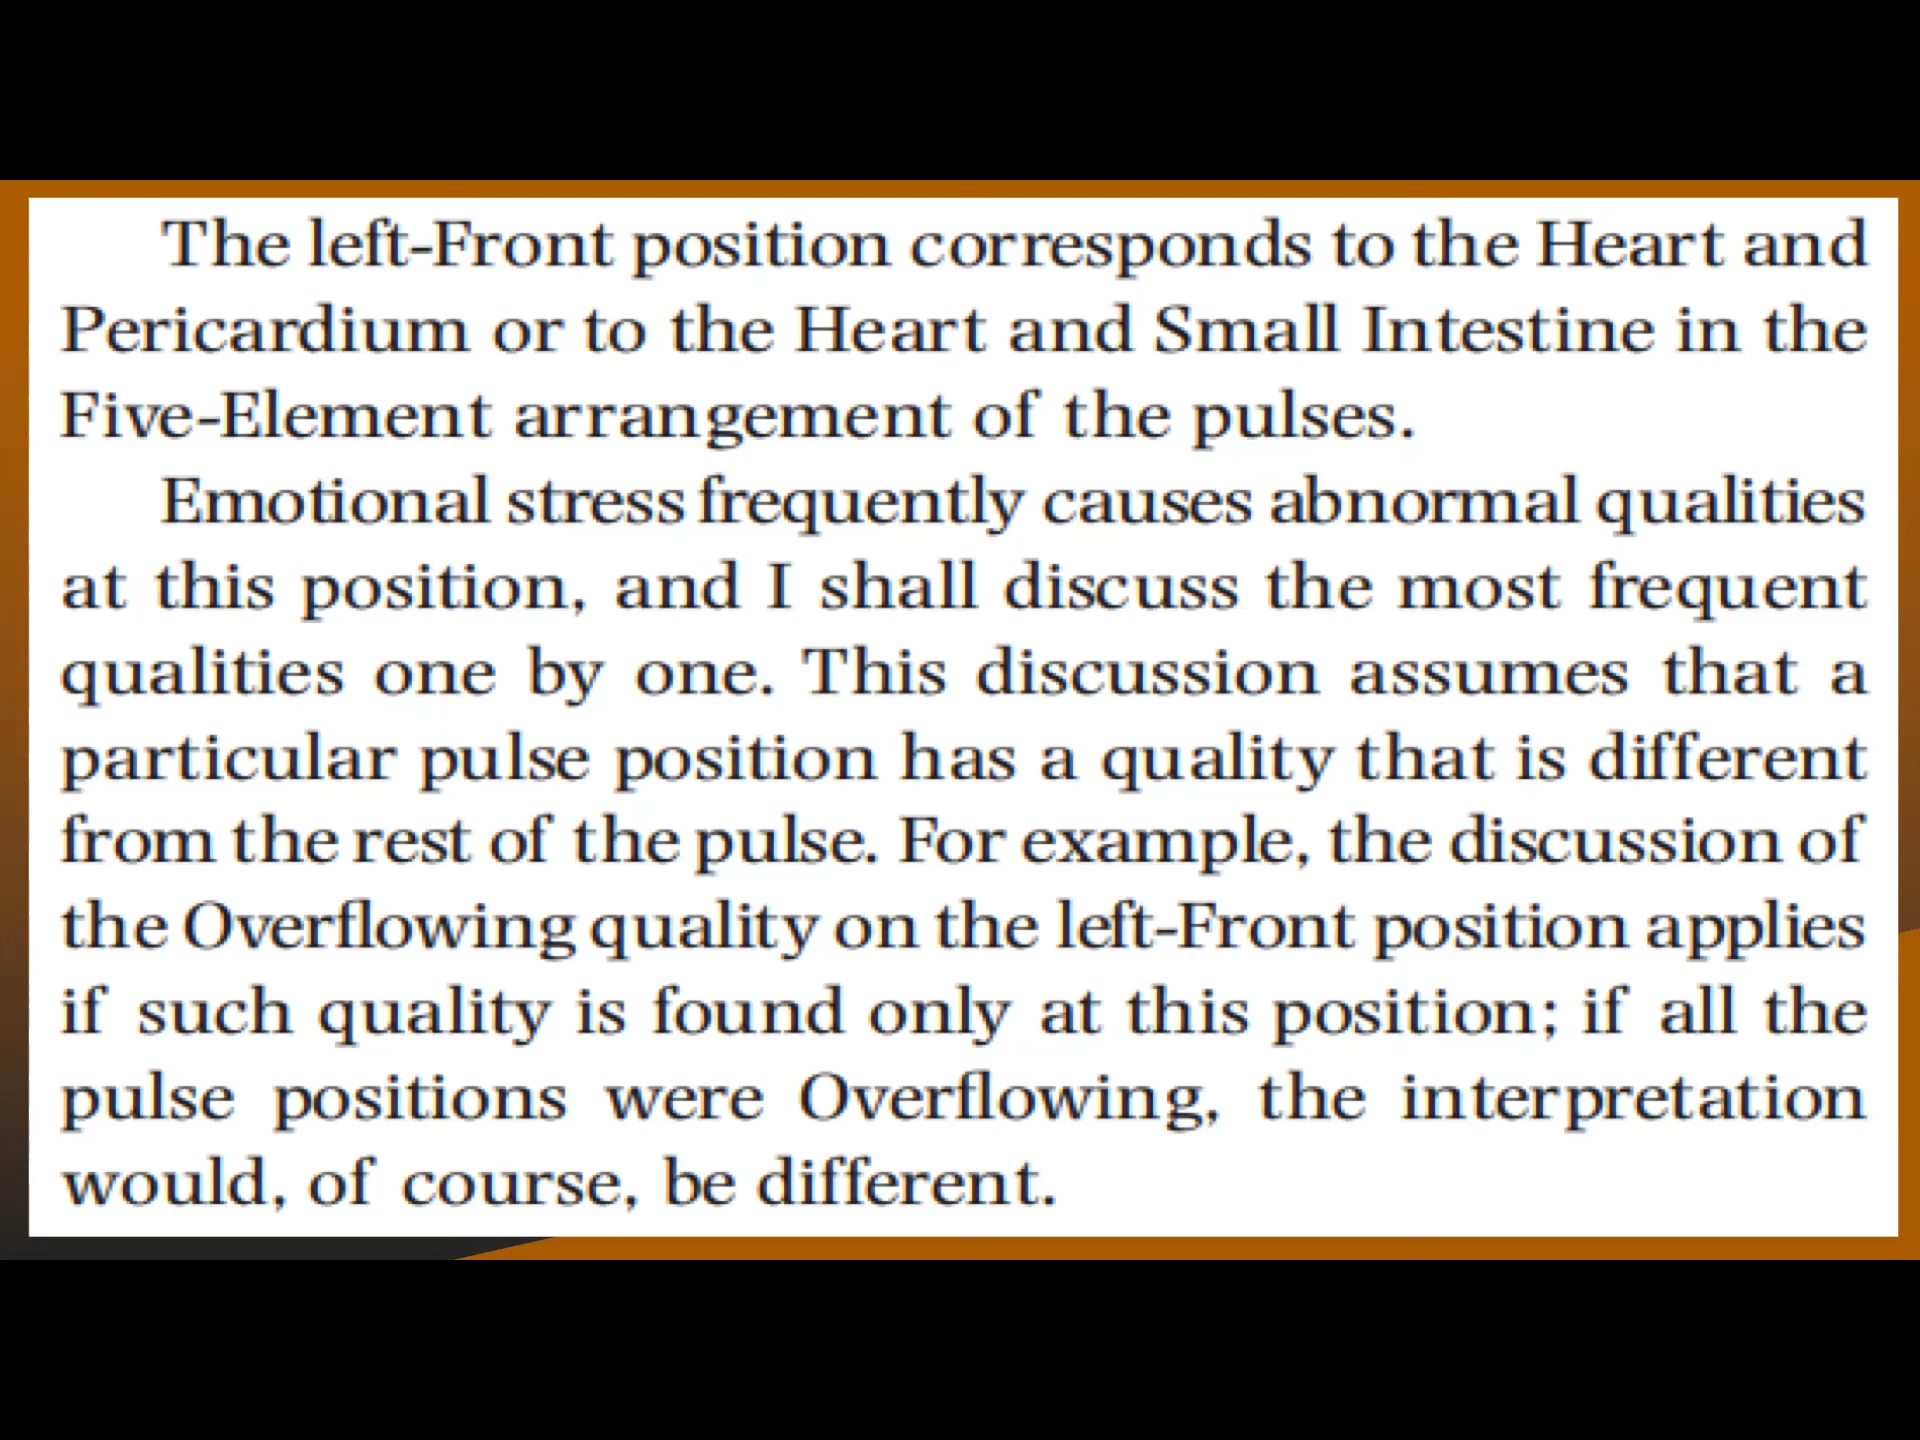 The left-Front position corresponds to the Heart and
Pericardium or to the Heart and Small Intestine in the
Five-Element arrangement of the pulses.
Emotional stress frequently causes abnormal qualities
at this position, and I shall discuss the most frequent
qualities one by one. This discussion assumes that a
particular pulse position has a quality that is different
from the rest of the pulse. For example, the discussion of
the Overflowing quality on the left-Front position applies
if such quality is found only at this position; if all the
pulse positions were Overflowing, the interpretation
would, of course, be different.